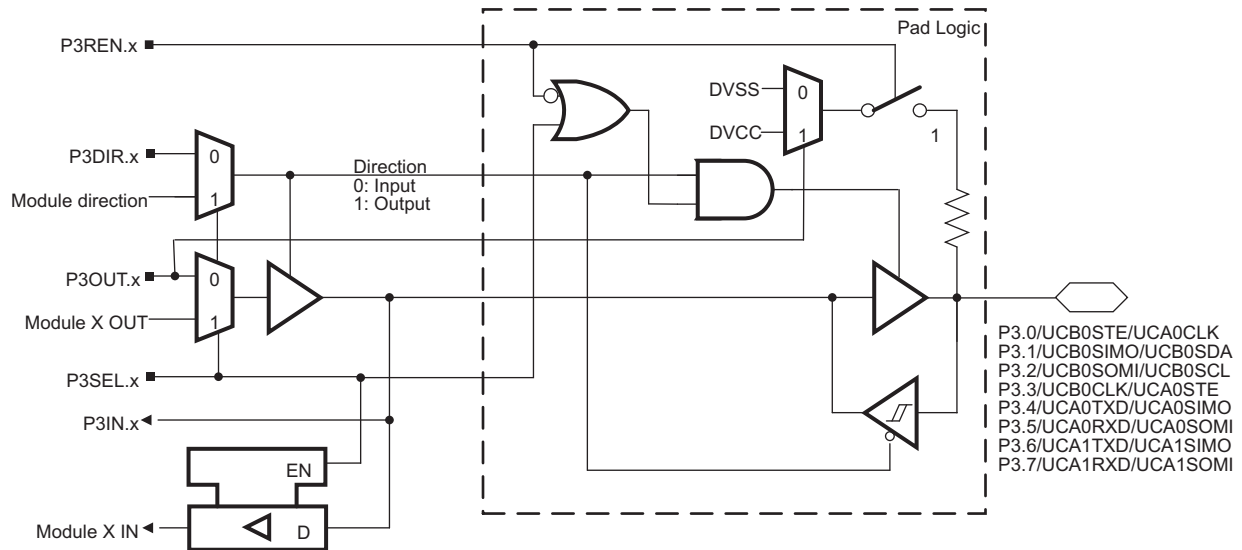 Pad Logic
P3REN.x
DVSS
0
DVCC
1
1
P3DIR.x
0
Direction
0: Input
1: Output
Module direction
1
P3OUT.x
0
Module X OUT
1
P3.0/UCB0STE/UCA0CLK
P3.1/UCB0SIMO/UCB0SDA
P3.2/UCB0SOMI/UCB0SCL
P3.3/UCB0CLK/UCA0STE
P3.4/UCA0TXD/UCA0SIMO
P3.5/UCA0RXD/UCA0SOMI
P3.6/UCA1TXD/UCA1SIMO
P3.7/UCA1RXD/UCA1SOMI
P3SEL.x
P3IN.x
EN
Module X IN
D